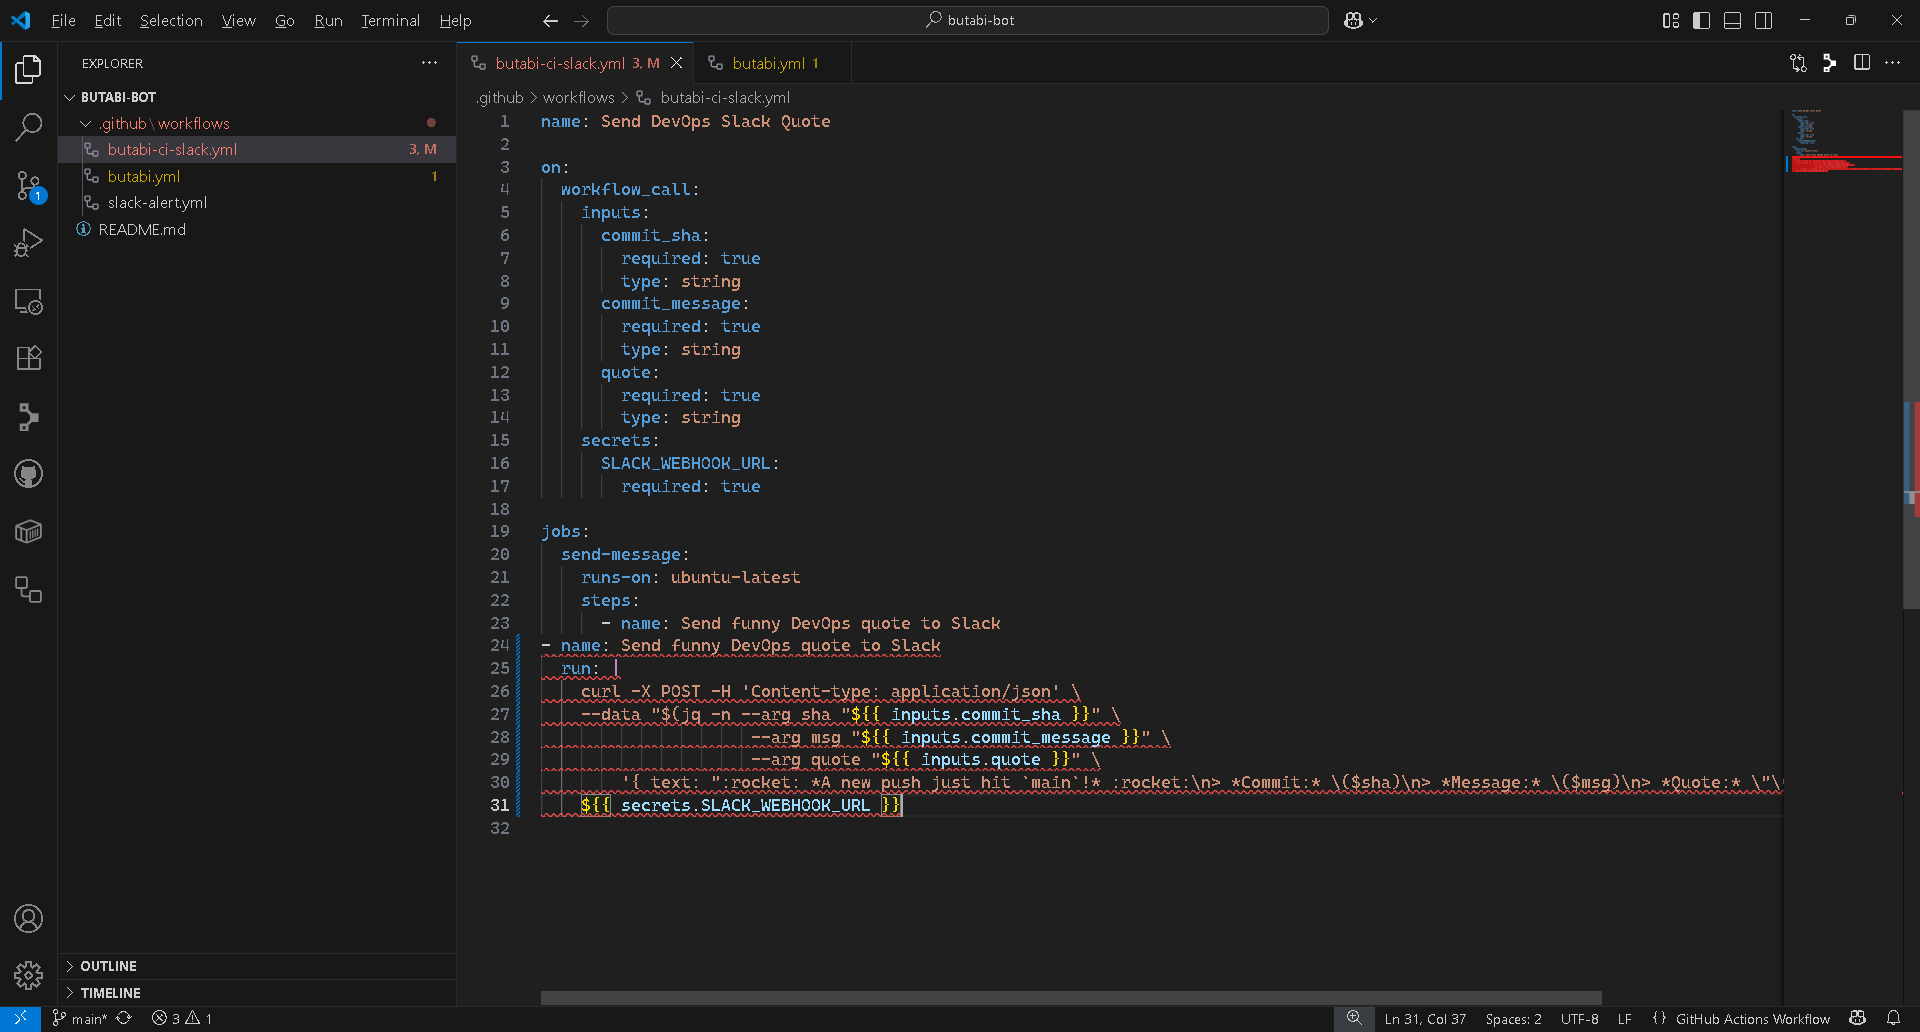 File Edit Selection View Go Run Terminal Help
butabi-bot
EXPLORER
BUTABI-BOT
.github\workflows
butabi-ci-slack.yml 3, M
butabi.yml 1
slack-alert.yml
README.md
1
OUTLINE
TIMELINE
butabi-ci-slack.yml 3, M
butabi.yml 1
.github > workflows > butabi-ci-slack.yml
1 name: Send DevOps Slack Quote
2
3 on:
4 workflow_call:
5 inputs:
6 commit_sha:
7 required: true
8 type: string
9 commit_message:
10 required: true
11 type: string
12 quote:
13 required: true
14 type: string
15 secrets:
16 SLACK_WEBHOOK_URL:
17 required: true
18
19 jobs:
20 send-message:
21 runs-on: ubuntu-latest
22 steps:
23 - name: Send funny DevOps quote to Slack
24 - name: Send funny DevOps quote to Slack
25 run: |
26 curl -X POST -H 'Content-type: application/json' \
27 --data "$(jq -n --arg sha "${{ inputs.commit_sha }}" \
28 --arg msg "${{ inputs.commit_message }}" \
29 --arg quote "${{ inputs.quote }}" \
30 '{ text: ":rocket: *A new push just hit `main`!* :rocket:\n> *Commit:* \($sha)\n> *Message:* \($msg)\n> *Quote:* \"\
31 ${{ secrets.SLACK_WEBHOOK_URL }}
32
main* 3 1
Ln 31, Col 37 Spaces: 2 UTF-8 LF {} GitHub Actions Workflow